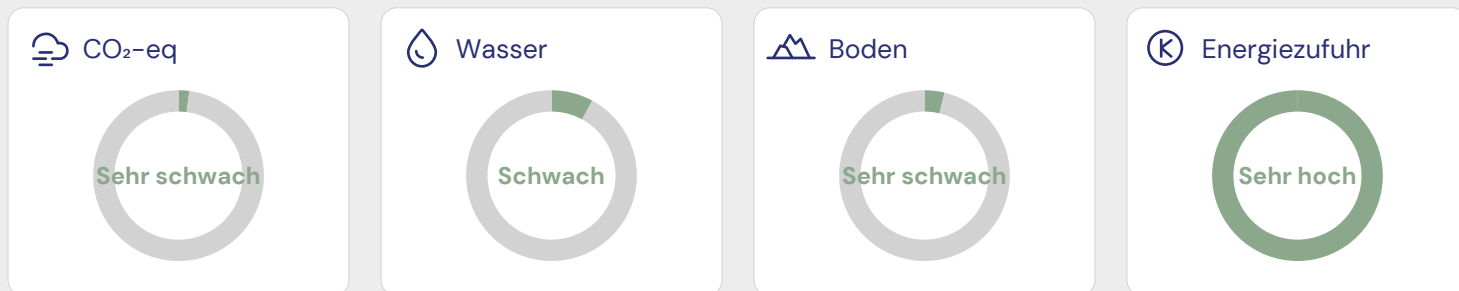 CO₂-eq
Sehr schwach
Wasser
Schwach
Boden
Sehr schwach
Energiezufuhr
Sehr hoch